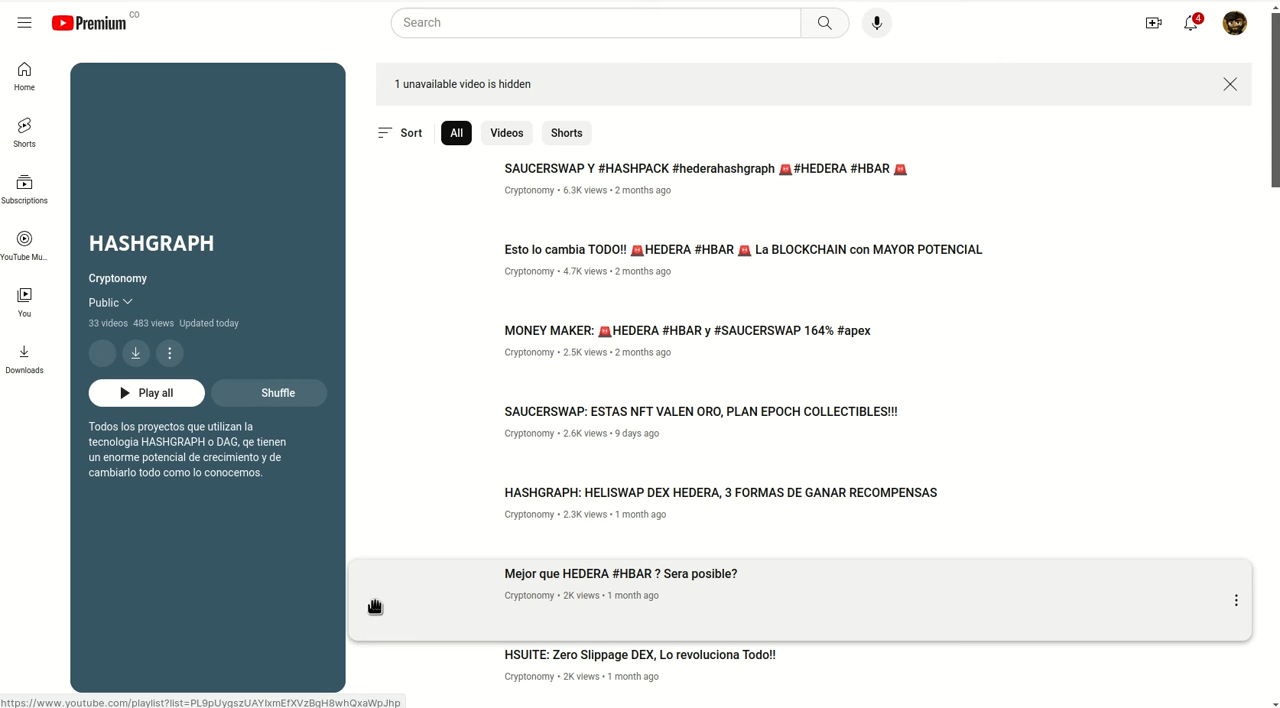 Premium CO
Search
4
Home
Shorts
Subscriptions
YouTube Mu...
You
Downloads
HASHGRAPH
Cryptonomy
Public
33 videos 483 views Updated today
Play all
Shuffle
Todos los proyectos que utilizan la
tecnologia HASHGRAPH o DAG, qe tienen
un enorme potencial de crecimiento y de
cambiarlo todo como lo conocemos.
1 unavailable video is hidden
Sort All Videos Shorts
SAUCERSWAP Y #HASHPACK #hederahashgraph 🚨#HEDERA #HBAR 🚨
Cryptonomy • 6.3K views • 2 months ago
Esto lo cambia TODO!! 🚨HEDERA #HBAR 🚨 La BLOCKCHAIN con MAYOR POTENCIAL
Cryptonomy • 4.7K views • 2 months ago
MONEY MAKER: 🚨HEDERA #HBAR y #SAUCERSWAP 164% #apex
Cryptonomy • 2.5K views • 2 months ago
SAUCERSWAP: ESTAS NFT VALEN ORO, PLAN EPOCH COLLECTIBLES!!!
Cryptonomy • 2.6K views • 9 days ago
HASHGRAPH: HELISWAP DEX HEDERA, 3 FORMAS DE GANAR RECOMPENSAS
Cryptonomy • 2.3K views • 1 month ago
Mejor que HEDERA #HBAR ? Sera posible?
Cryptonomy • 2K views • 1 month ago
HSUITE: Zero Slippage DEX, Lo revoluciona Todo!!
Cryptonomy • 2K views • 1 month ago
https://www.youtube.com/playlist?list=PL9pUygszUAYIxmEfXVzBgH8whQxaWpJhp